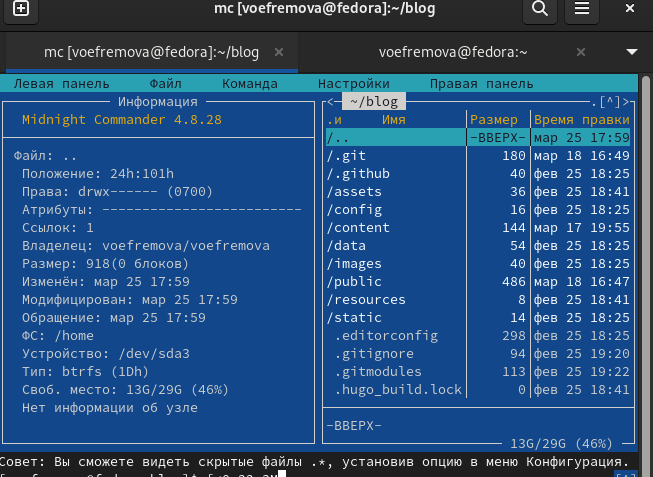 mc [voefremova@fedora]:~/blog
mc [voefremova@fedora]:~/blog × voefremova@fedora:~ ×
Левая панель Файл Команда Настройки Правая панель
Информация
Midnight Commander 4.8.28
Файл: ..
Положение: 24h:101h
Права: drwx------ (0700)
Атрибуты: -------------------------
Ссылок: 1
Владелец: voefremova/voefremova
Размер: 918(0 блоков)
Изменён: мар 25 17:59
Модифицирован: мар 25 17:59
Обращение: мар 25 17:59
ФС: /home
Устройство: /dev/sda3
Тип: btrfs (1Dh)
Своб. место: 13G/29G (46%)
Нет информации об узле
<- ~/blog .[^]>
.и Имя Размер Время правки
/.. -ВВЕРХ- мар 25 17:59
/.git 180 мар 18 16:49
/.github 40 фев 25 18:25
/assets 36 фев 25 18:41
/config 16 фев 25 18:25
/content 144 мар 17 19:55
/data 54 фев 25 18:25
/images 40 фев 25 18:25
/public 486 мар 18 16:47
/resources 8 фев 25 18:41
/static 14 фев 25 18:25
.editorconfig 298 фев 25 18:25
.gitignore 94 фев 25 19:20
.gitmodules 113 фев 25 19:22
.hugo_build.lock 0 фев 25 18:41
-ВВЕРХ-
13G/29G (46%)
Совет: Вы сможете видеть скрытые файлы .*, установив опцию в меню Конфигурация.